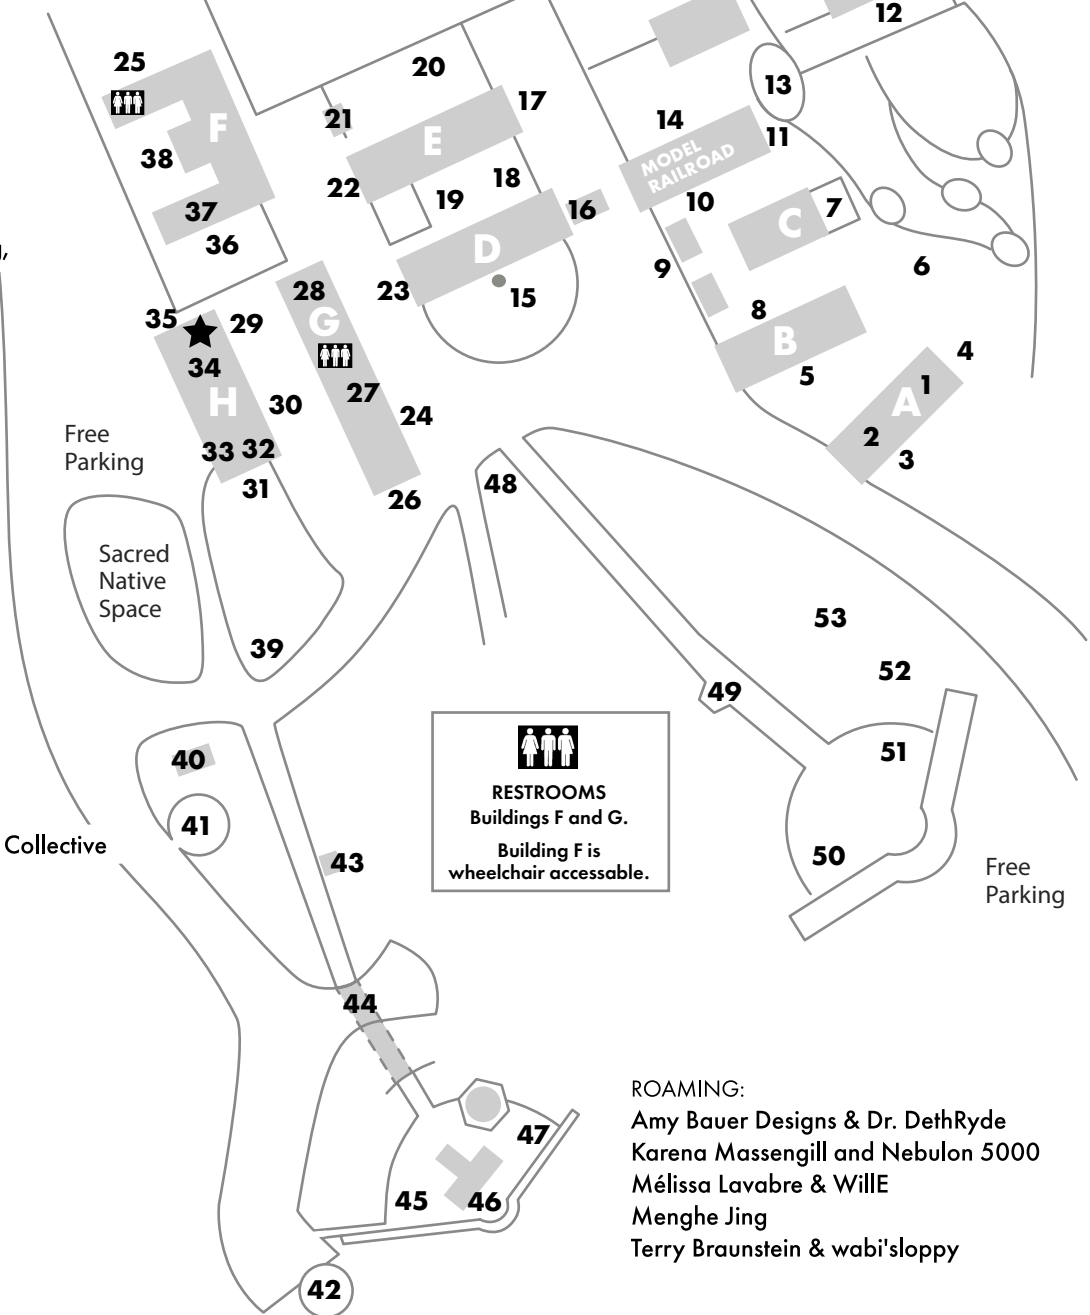 12
25
20
13
17
21
14
11
F
E
MODEL
RAILROAD
38
22
18
19
16
10
7
37
C
36
D
9
6
28
23
15
8
35
29
G
B
4
34
27
5
1
H
30
24
A
2
Free
Parking
33
32
3
31
26
48
Sacred
Native
Space
53
39
52
49
40
51
RESTROOMS
Buildings F and G.
Building F is
wheelchair accessable.
41
Collective
43
50
Free
Parking
44
ROAMING:
Amy Bauer Designs & Dr. DethRyde
Karena Massengill and Nebulon 5000
Mélissa Lavabre & WillE
Menghe Jing
Terry Braunstein & wabi'sloppy
47
45
46
42